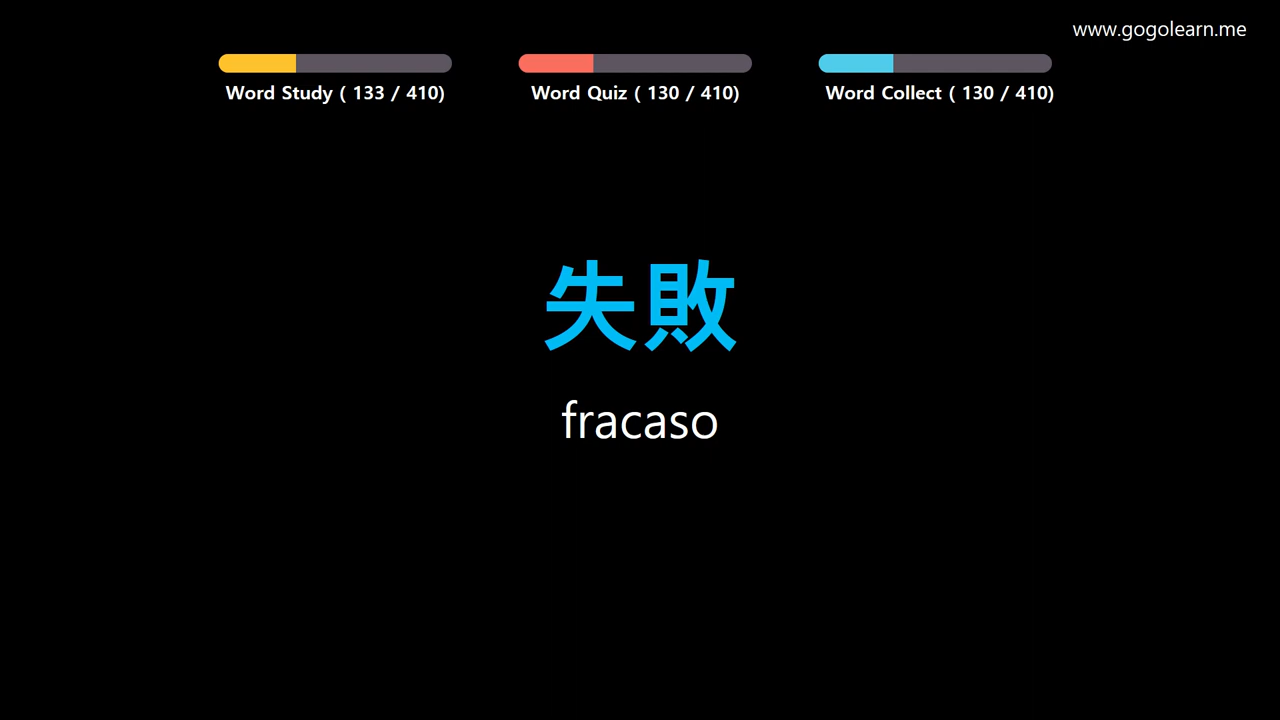 www.gogolearn.me
Word Study ( 133 / 410)
Word Quiz ( 130 / 410)
Word Collect ( 130 / 410)
失敗
fracaso